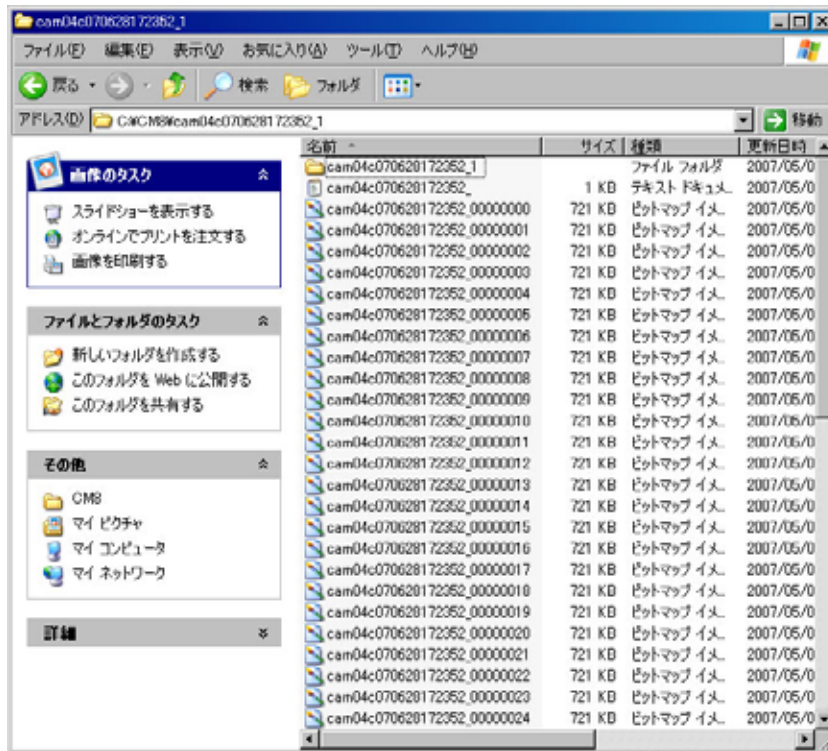 cam04c070628172352_1
ファイル(F) 編集(E) 表示(V) お気に入り(A) ツール(T) ヘルプ(H)
戻る 検索 フォルダ
アドレス(D) C:¥CM8¥cam04c070628172352_1 移動
名前 サイズ 種類 更新日時
画像のタスク
スライドショーを表示する
オンラインでプリントを注文する
画像を印刷する
ファイルとフォルダのタスク
新しいフォルダを作成する
このフォルダを Web に公開する
このフォルダを共有する
その他
CM8
マイ ピクチャ
マイ コンピュータ
マイ ネットワーク
詳細
cam04c070628172352_1 ファイル フォルダ 2007/05/0
cam04c070628172352_ 1 KB テキスト ドキュメ... 2007/05/0
cam04c070628172352_00000000 721 KB ビットマップ イメ... 2007/05/0
cam04c070628172352_00000001 721 KB ビットマップ イメ... 2007/05/0
cam04c070628172352_00000002 721 KB ビットマップ イメ... 2007/05/0
cam04c070628172352_00000003 721 KB ビットマップ イメ... 2007/05/0
cam04c070628172352_00000004 721 KB ビットマップ イメ... 2007/05/0
cam04c070628172352_00000005 721 KB ビットマップ イメ... 2007/05/0
cam04c070628172352_00000006 721 KB ビットマップ イメ... 2007/05/0
cam04c070628172352_00000007 721 KB ビットマップ イメ... 2007/05/0
cam04c070628172352_00000008 721 KB ビットマップ イメ... 2007/05/0
cam04c070628172352_00000009 721 KB ビットマップ イメ... 2007/05/0
cam04c070628172352_00000010 721 KB ビットマップ イメ... 2007/05/0
cam04c070628172352_00000011 721 KB ビットマップ イメ... 2007/05/0
cam04c070628172352_00000012 721 KB ビットマップ イメ... 2007/05/0
cam04c070628172352_00000013 721 KB ビットマップ イメ... 2007/05/0
cam04c070628172352_00000014 721 KB ビットマップ イメ... 2007/05/0
cam04c070628172352_00000015 721 KB ビットマップ イメ... 2007/05/0
cam04c070628172352_00000016 721 KB ビットマップ イメ... 2007/05/0
cam04c070628172352_00000017 721 KB ビットマップ イメ... 2007/05/0
cam04c070628172352_00000018 721 KB ビットマップ イメ... 2007/05/0
cam04c070628172352_00000019 721 KB ビットマップ イメ... 2007/05/0
cam04c070628172352_00000020 721 KB ビットマップ イメ... 2007/05/0
cam04c070628172352_00000021 721 KB ビットマップ イメ... 2007/05/0
cam04c070628172352_00000022 721 KB ビットマップ イメ... 2007/05/0
cam04c070628172352_00000023 721 KB ビットマップ イメ... 2007/05/0
cam04c070628172352_00000024 721 KB ビットマップ イメ... 2007/05/0